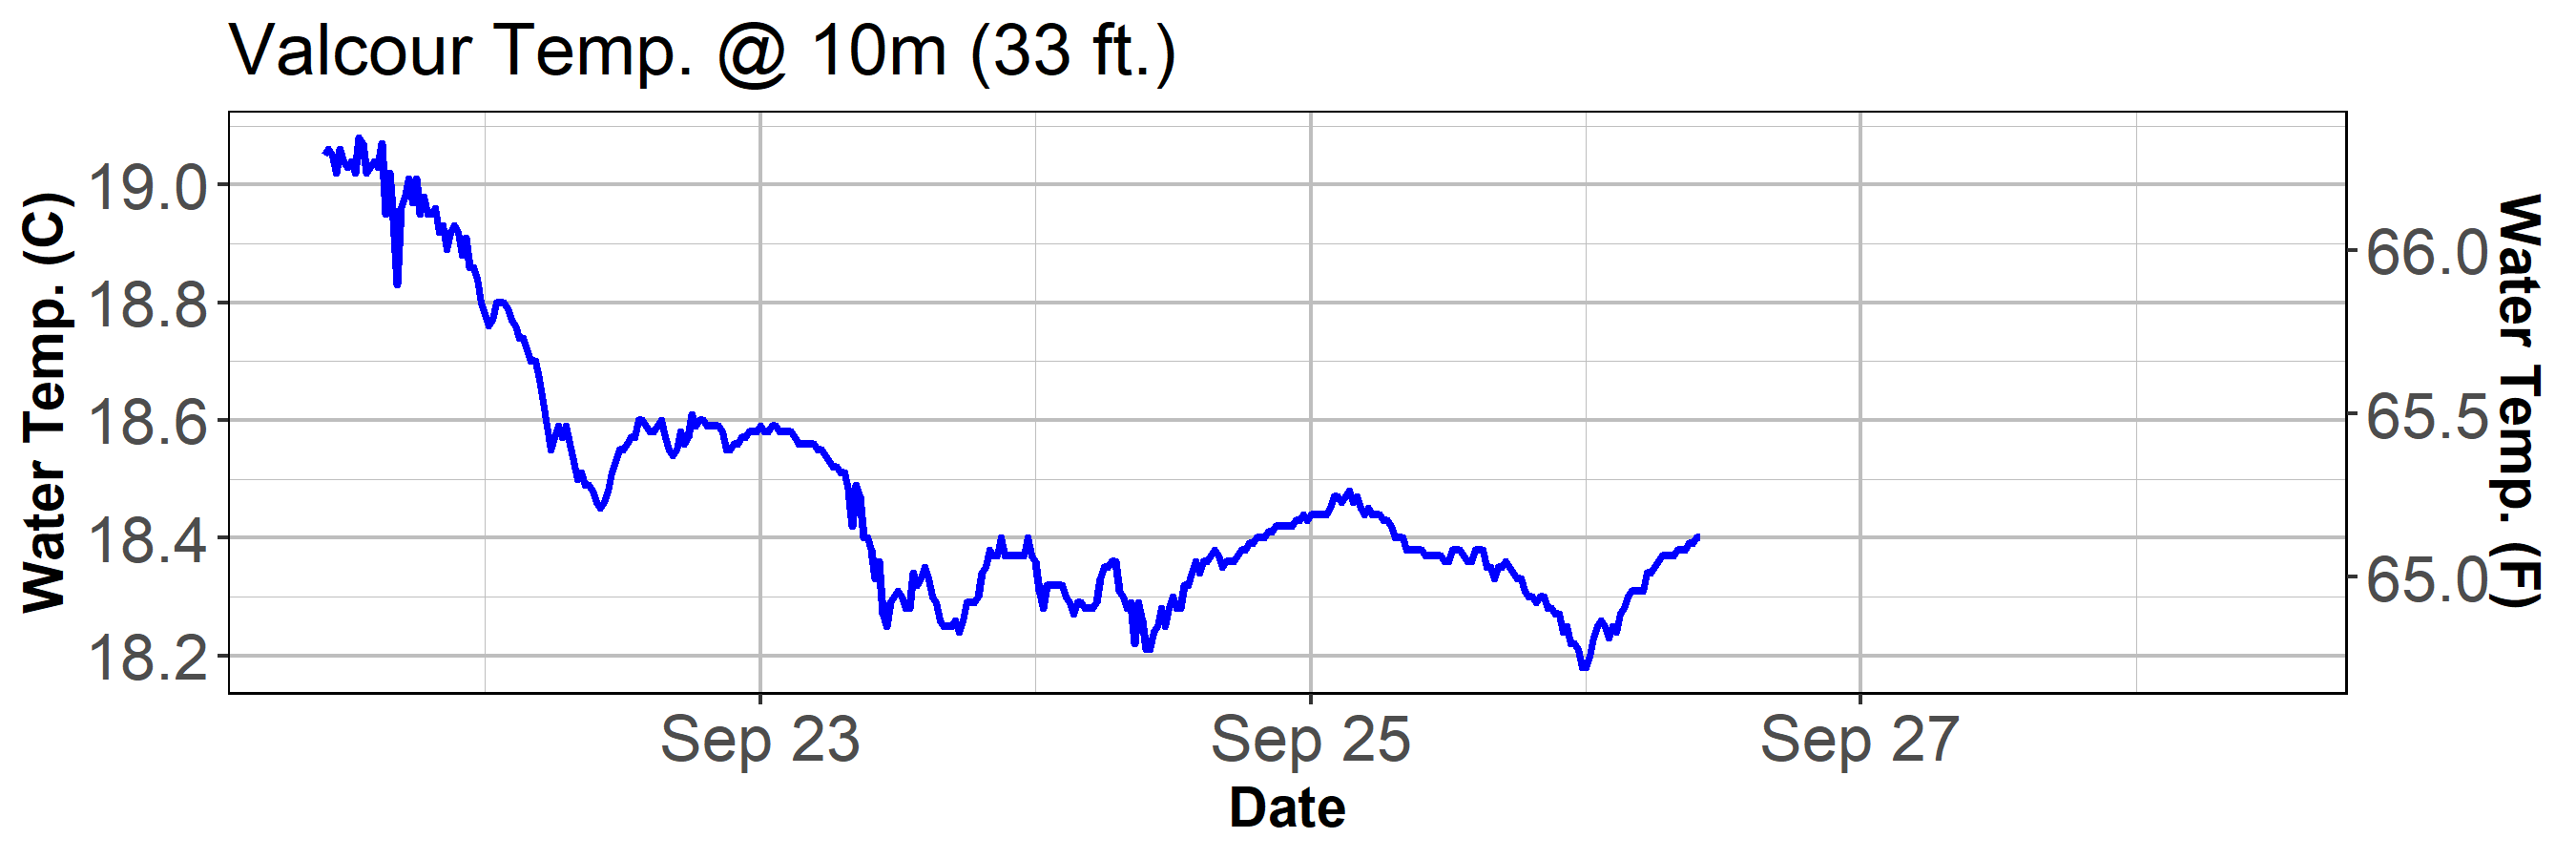 Valcour Temp. @ 10m (33 ft.)
Water Temp. (C)
19.0
18.8
18.6
18.4
18.2
66.0
65.5
65.0
Water Temp. (F)
Sep 23
Sep 25
Sep 27
Date